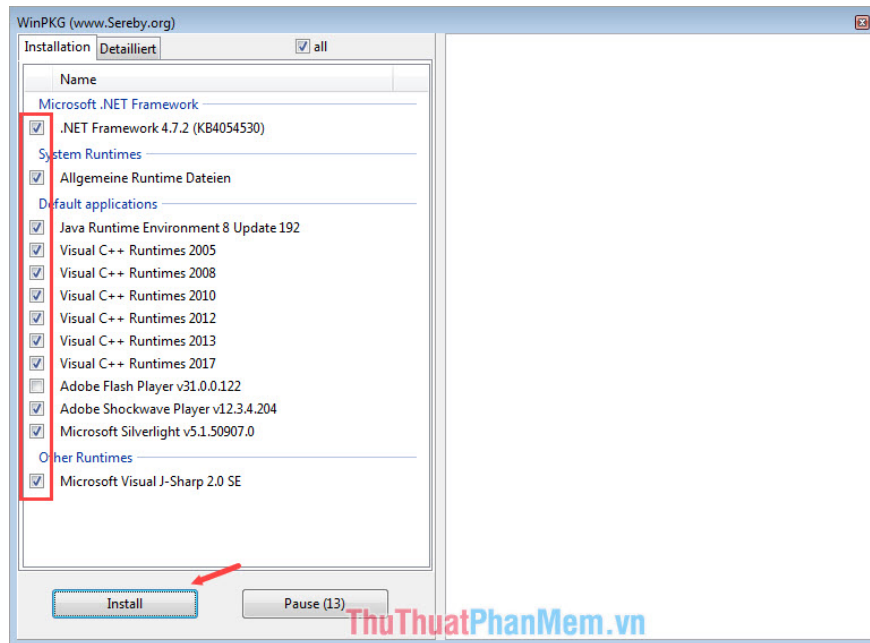 WinPKG (www.Sereby.org)
Installation Detailliert all
Name
Microsoft .NET Framework
.NET Framework 4.7.2 (KB4054530)
System Runtimes
Allgemeine Runtime Dateien
Default applications
Java Runtime Environment 8 Update 192
Visual C++ Runtimes 2005
Visual C++ Runtimes 2008
Visual C++ Runtimes 2010
Visual C++ Runtimes 2012
Visual C++ Runtimes 2013
Visual C++ Runtimes 2017
Adobe Flash Player v31.0.0.122
Adobe Shockwave Player v12.3.4.204
Microsoft Silverlight v5.1.50907.0
Other Runtimes
Microsoft Visual J-Sharp 2.0 SE
Install Pause (13)
ThuThuatPhanMem.vn